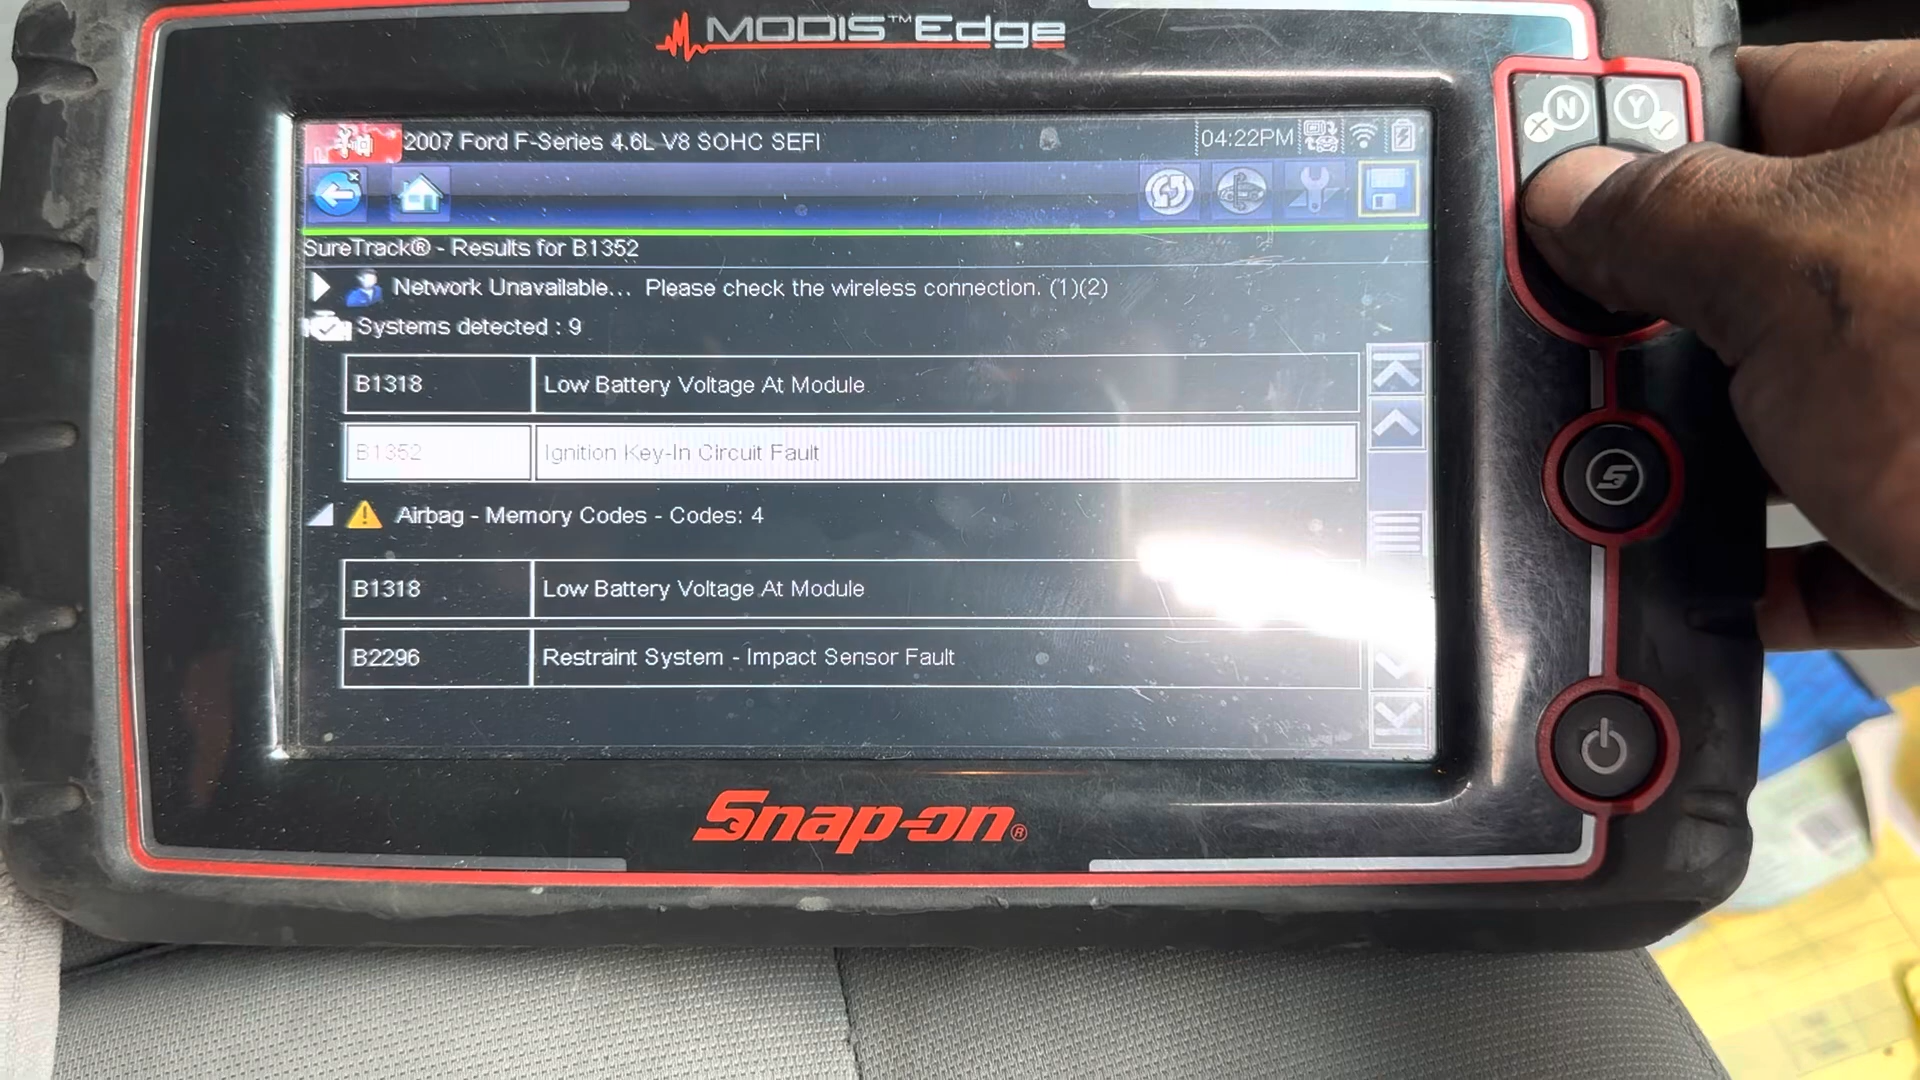 MODIS™ Edge
2007 Ford F-Series 4.6L V8 SOHC SEFI
04:22PM
N Y
SureTrack® - Results for B1352
Network Unavailable... Please check the wireless connection. (1)(2)
Systems detected : 9
B1318 Low Battery Voltage At Module
B1352 Ignition Key-In Circuit Fault
Airbag - Memory Codes - Codes: 4
B1318 Low Battery Voltage At Module
B2296 Restraint System - Impact Sensor Fault
S
Snap-on®